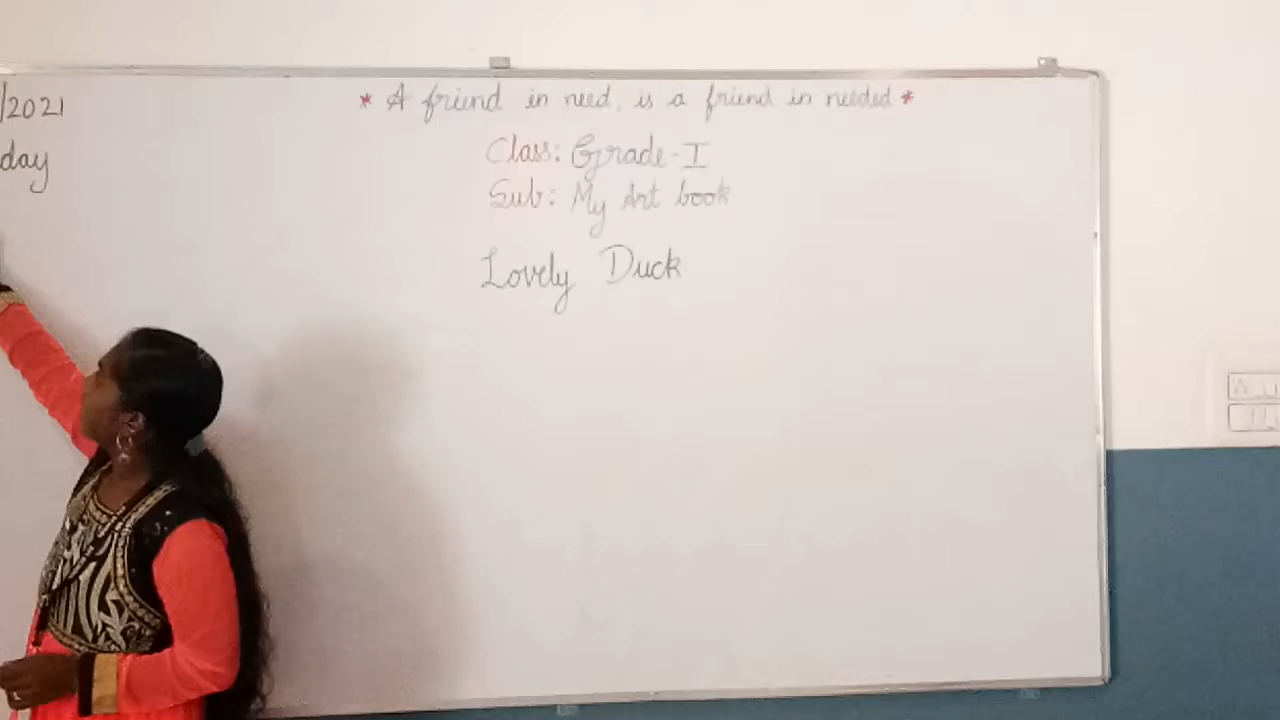 /2021
day
* A friend in need, is a friend in needed *
Class: Grade-I
Sub: My Art book
Lovely Duck